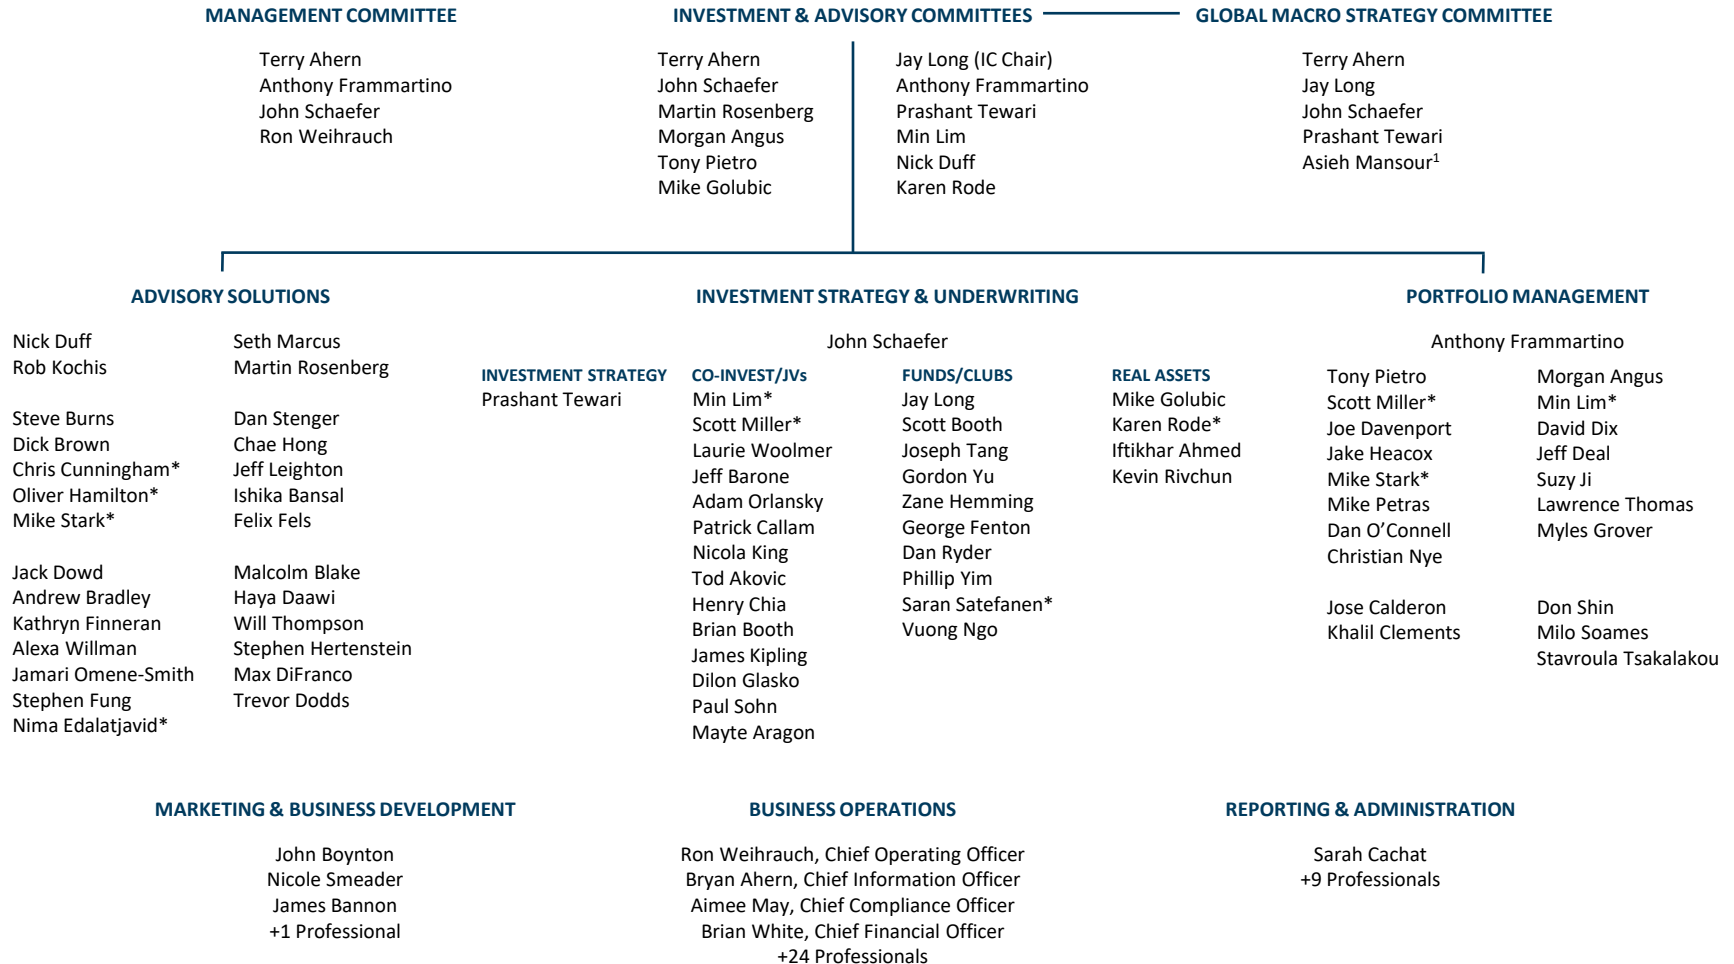 MANAGEMENT COMMITTEE
Terry Ahern
Anthony Frammartino
John Schaefer
Ron Weihrauch
INVESTMENT & ADVISORY COMMITTEES
Terry Ahern
John Schaefer
Martin Rosenberg
Morgan Angus
Tony Pietro
Mike Golubic
Jay Long (IC Chair)
Anthony Frammartino
Prashant Tewari
Min Lim
Nick Duff
Karen Rode
GLOBAL MACRO STRATEGY COMMITTEE
Terry Ahern
Jay Long
John Schaefer
Prashant Tewari
Asieh Mansour¹
ADVISORY SOLUTIONS
Nick Duff
Rob Kochis
Steve Burns
Dick Brown
Chris Cunningham*
Oliver Hamilton*
Mike Stark*
Jack Dowd
Andrew Bradley
Kathryn Finneran
Alexa Willman
Jamari Omene-Smith
Stephen Fung
Nima Edalatjavid*
Seth Marcus
Martin Rosenberg
Dan Stenger
Chae Hong
Jeff Leighton
Ishika Bansal
Felix Fels
Malcolm Blake
Haya Daawi
Will Thompson
Stephen Hertenstein
Max DiFranco
Trevor Dodds
INVESTMENT STRATEGY & UNDERWRITING
John Schaefer
INVESTMENT STRATEGY
Prashant Tewari
CO-INVEST/JVs
Min Lim*
Scott Miller*
Laurie Woolmer
Jeff Barone
Adam Orlansky
Patrick Callam
Nicola King
Tod Akovic
Henry Chia
Brian Booth
James Kipling
Dilon Glasko
Paul Sohn
Mayte Aragon
FUNDS/CLUBS
Jay Long
Scott Booth
Joseph Tang
Gordon Yu
Zane Hemming
George Fenton
Dan Ryder
Phillip Yim
Saran Satefanen*
Vuong Ngo
REAL ASSETS
Mike Golubic
Karen Rode*
Iftikhar Ahmed
Kevin Rivchun
PORTFOLIO MANAGEMENT
Anthony Frammartino
Tony Pietro
Scott Miller*
Joe Davenport
Jake Heacox
Mike Stark*
Mike Petras
Dan O’Connell
Christian Nye
Jose Calderon
Khalil Clements
Morgan Angus
Min Lim*
David Dix
Jeff Deal
Suzy Ji
Lawrence Thomas
Myles Grover
Don Shin
Milo Soames
Stavroula Tsakalakou
MARKETING & BUSINESS DEVELOPMENT
John Boynton
Nicole Smeader
James Bannon
+1 Professional
BUSINESS OPERATIONS
Ron Weihrauch, Chief Operating Officer
Bryan Ahern, Chief Information Officer
Aimee May, Chief Compliance Officer
Brian White, Chief Financial Officer
+24 Professionals
REPORTING & ADMINISTRATION
Sarah Cachat
+9 Professionals